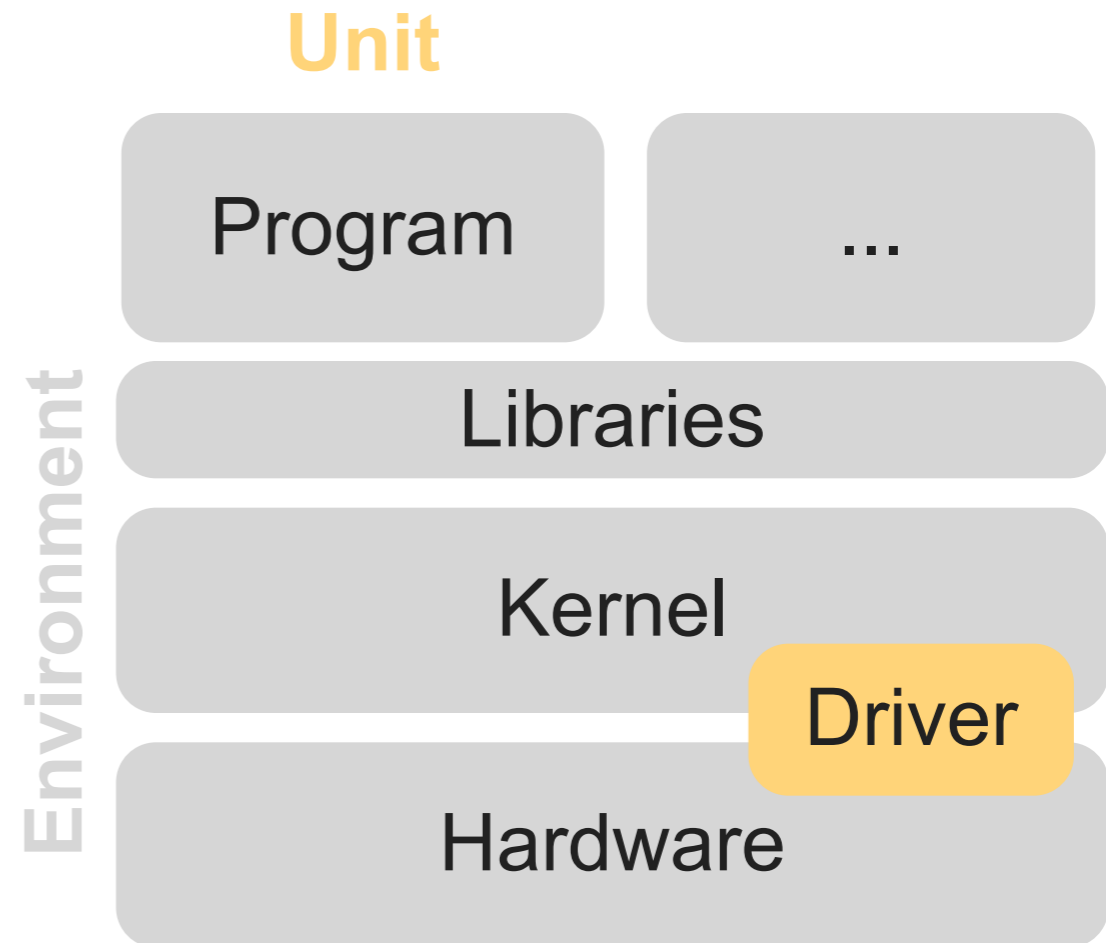 Unit
Program
...
Environment
Libraries
Kernel
Driver
Hardware